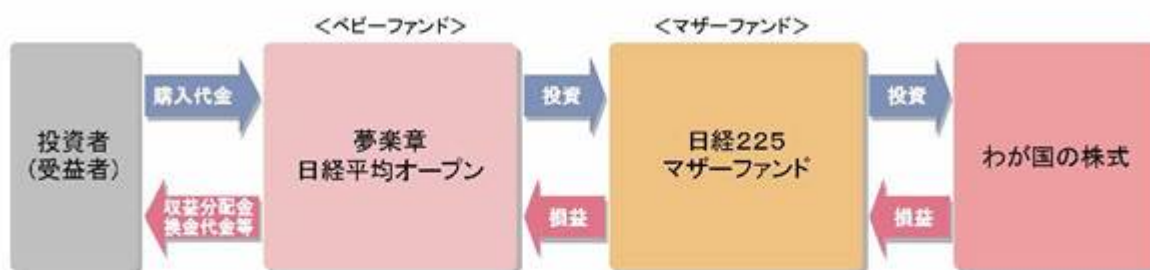 ＜ベビーファンド＞
＜マザーファンド＞
投資者
(受益者)
購入代金
収益分配金
換金代金等
夢楽章
日経平均オープン
投資
損益
日経２２５
マザーファンド
投資
損益
わが国の株式